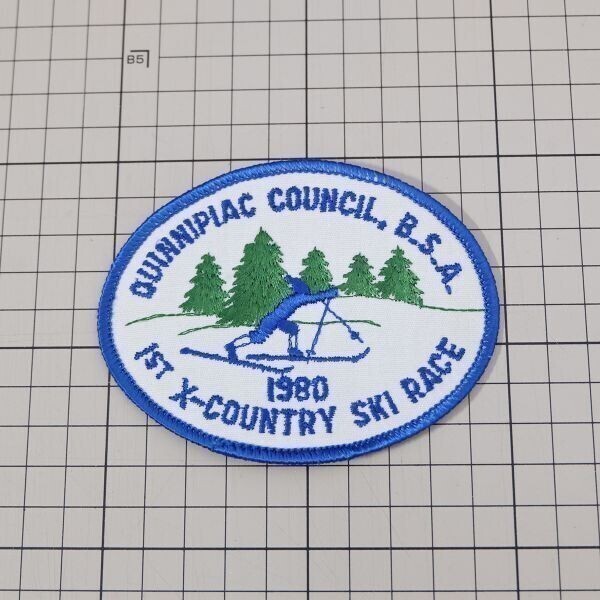 B5
QUINNIPIAC COUNCIL, B.S.A.
1980
1ST X-COUNTRY SKI RACE